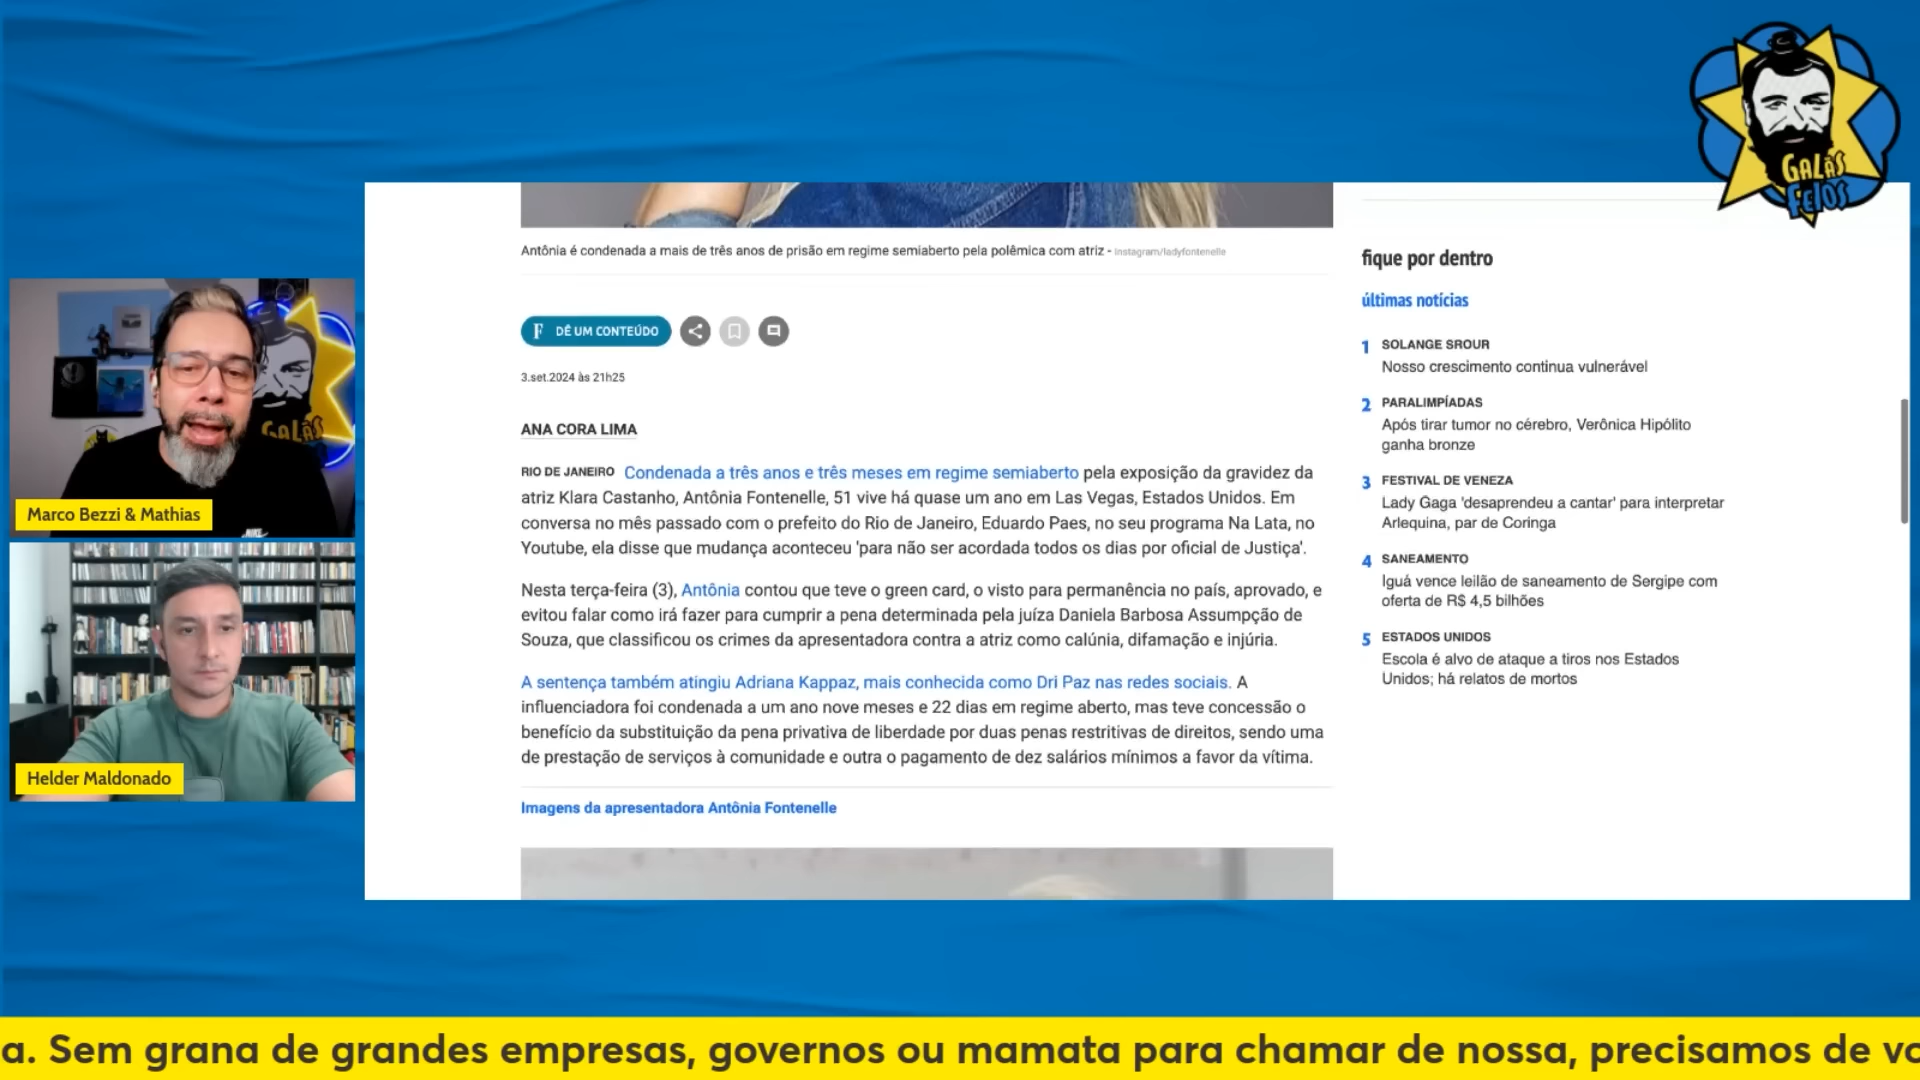 GALÃS
FEIOS
Antônia é condenada a mais de três anos de prisão em regime semiaberto pela polêmica com atriz - Instagram/ladyfontenelle
F DÊ UM CONTEÚDO
3.set.2024 às 21h25
ANA CORA LIMA
RIO DE JANEIRO Condenada a três anos e três meses em regime semiaberto pela exposição da gravidez da
atriz Klara Castanho, Antônia Fontenelle, 51 vive há quase um ano em Las Vegas, Estados Unidos. Em
conversa no mês passado com o prefeito do Rio de Janeiro, Eduardo Paes, no seu programa Na Lata, no
Youtube, ela disse que mudança aconteceu 'para não ser acordada todos os dias por oficial de Justiça'.
Nesta terça-feira (3), Antônia contou que teve o green card, o visto para permanência no país, aprovado, e
evitou falar como irá fazer para cumprir a pena determinada pela juíza Daniela Barbosa Assumpção de
Souza, que classificou os crimes da apresentadora contra a atriz como calúnia, difamação e injúria.
A sentença também atingiu Adriana Kappaz, mais conhecida como Dri Paz nas redes sociais. A
influenciadora foi condenada a um ano nove meses e 22 dias em regime aberto, mas teve concessão o
benefício da substituição da pena privativa de liberdade por duas penas restritivas de direitos, sendo uma
de prestação de serviços à comunidade e outra o pagamento de dez salários mínimos a favor da vítima.
Imagens da apresentadora Antônia Fontenelle
fique por dentro
últimas notícias
1 SOLANGE SROUR
Nosso crescimento continua vulnerável
2 PARALIMPÍADAS
Após tirar tumor no cérebro, Verônica Hipólito
ganha bronze
3 FESTIVAL DE VENEZA
Lady Gaga 'desaprendeu a cantar' para interpretar
Arlequina, par de Coringa
4 SANEAMENTO
Iguá vence leilão de saneamento de Sergipe com
oferta de R$ 4,5 bilhões
5 ESTADOS UNIDOS
Escola é alvo de ataque a tiros nos Estados
Unidos; há relatos de mortos
GALÃS
NIKE
Marco Bezzi & Mathias
Helder Maldonado
a. Sem grana de grandes empresas, governos ou mamata para chamar de nossa, precisamos de vo